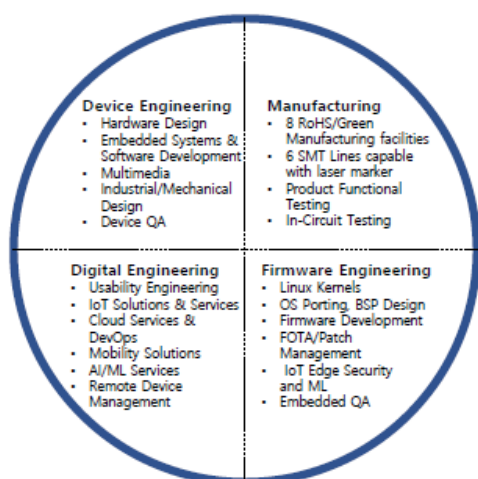 Device Engineering
• Hardware Design
• Embedded Systems &
Software Development
• Multimedia
• Industrial/Mechanical
Design
• Device QA
Manufacturing
• 8 RoHS/Green
Manufacturing facilities
• 6 SMT Lines capable
with laser marker
• Product Functional
Testing
• In-Circuit Testing
Digital Engineering
• Usability Engineering
• IoT Solutions & Services
• Cloud Services &
DevOps
• Mobility Solutions
• AI/ML Services
• Remote Device
Management
Firmware Engineering
• Linux Kernels
• OS Porting, BSP Design
• Firmware Development
• FOTA/Patch
Management
• IoT Edge Security
and ML
• Embedded QA